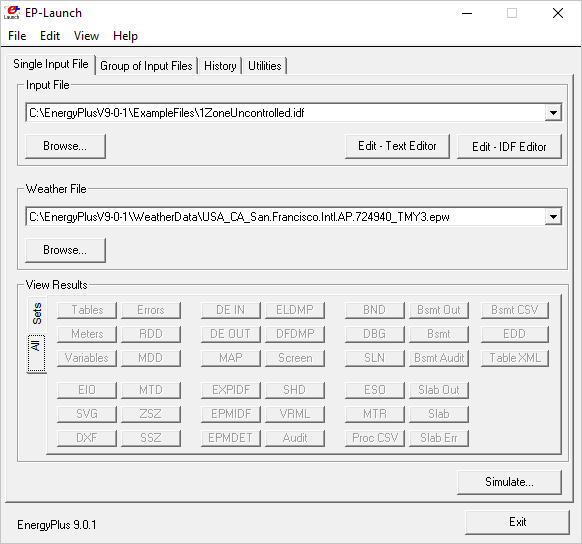 EP-Launch
File Edit View Help
Single Input File Group of Input Files History Utilities
Input File
C:\EnergyPlusV9-0-1\ExampleFiles\1ZoneUncontrolled.idf
Browse... Edit - Text Editor Edit - IDF Editor
Weather File
C:\EnergyPlusV9-0-1\WeatherData\USA_CA_San.Francisco.Intl.AP.724940_TMY3.epw
Browse...
View Results
Sets
All
Tables Errors DE IN ELDMP BND Bsmt Out Bsmt CSV
Meters RDD DE OUT DFDMP DBG Bsmt EDD
Variables MDD MAP Screen SLN Bsmt Audit Table XML
EIO MTD EXPIDF SHD ESO Slab Out
SVG ZSZ EPMIDF VRML MTR Slab
DXF SSZ EPMDET Audit Proc CSV Slab Err
Simulate...
EnergyPlus 9.0.1 Exit